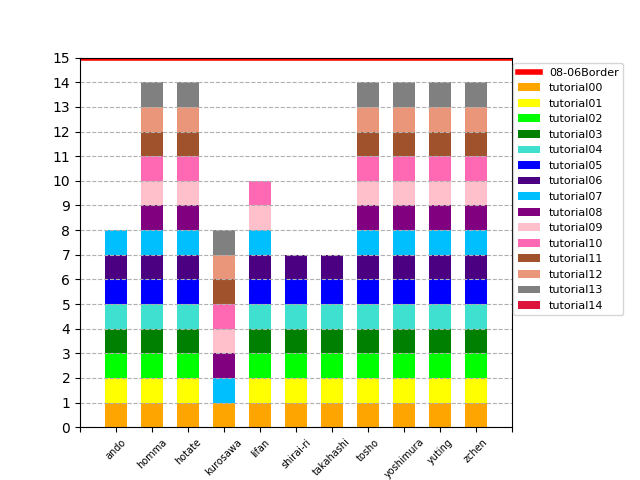 15
14
13
12
11
10
9
8
7
6
5
4
3
2
1
0
ando
homma
hotate
kurosawa
lifan
shirai-ri
takahashi
tosho
yoshimura
yuting
zchen
08-06Border
tutorial00
tutorial01
tutorial02
tutorial03
tutorial04
tutorial05
tutorial06
tutorial07
tutorial08
tutorial09
tutorial10
tutorial11
tutorial12
tutorial13
tutorial14